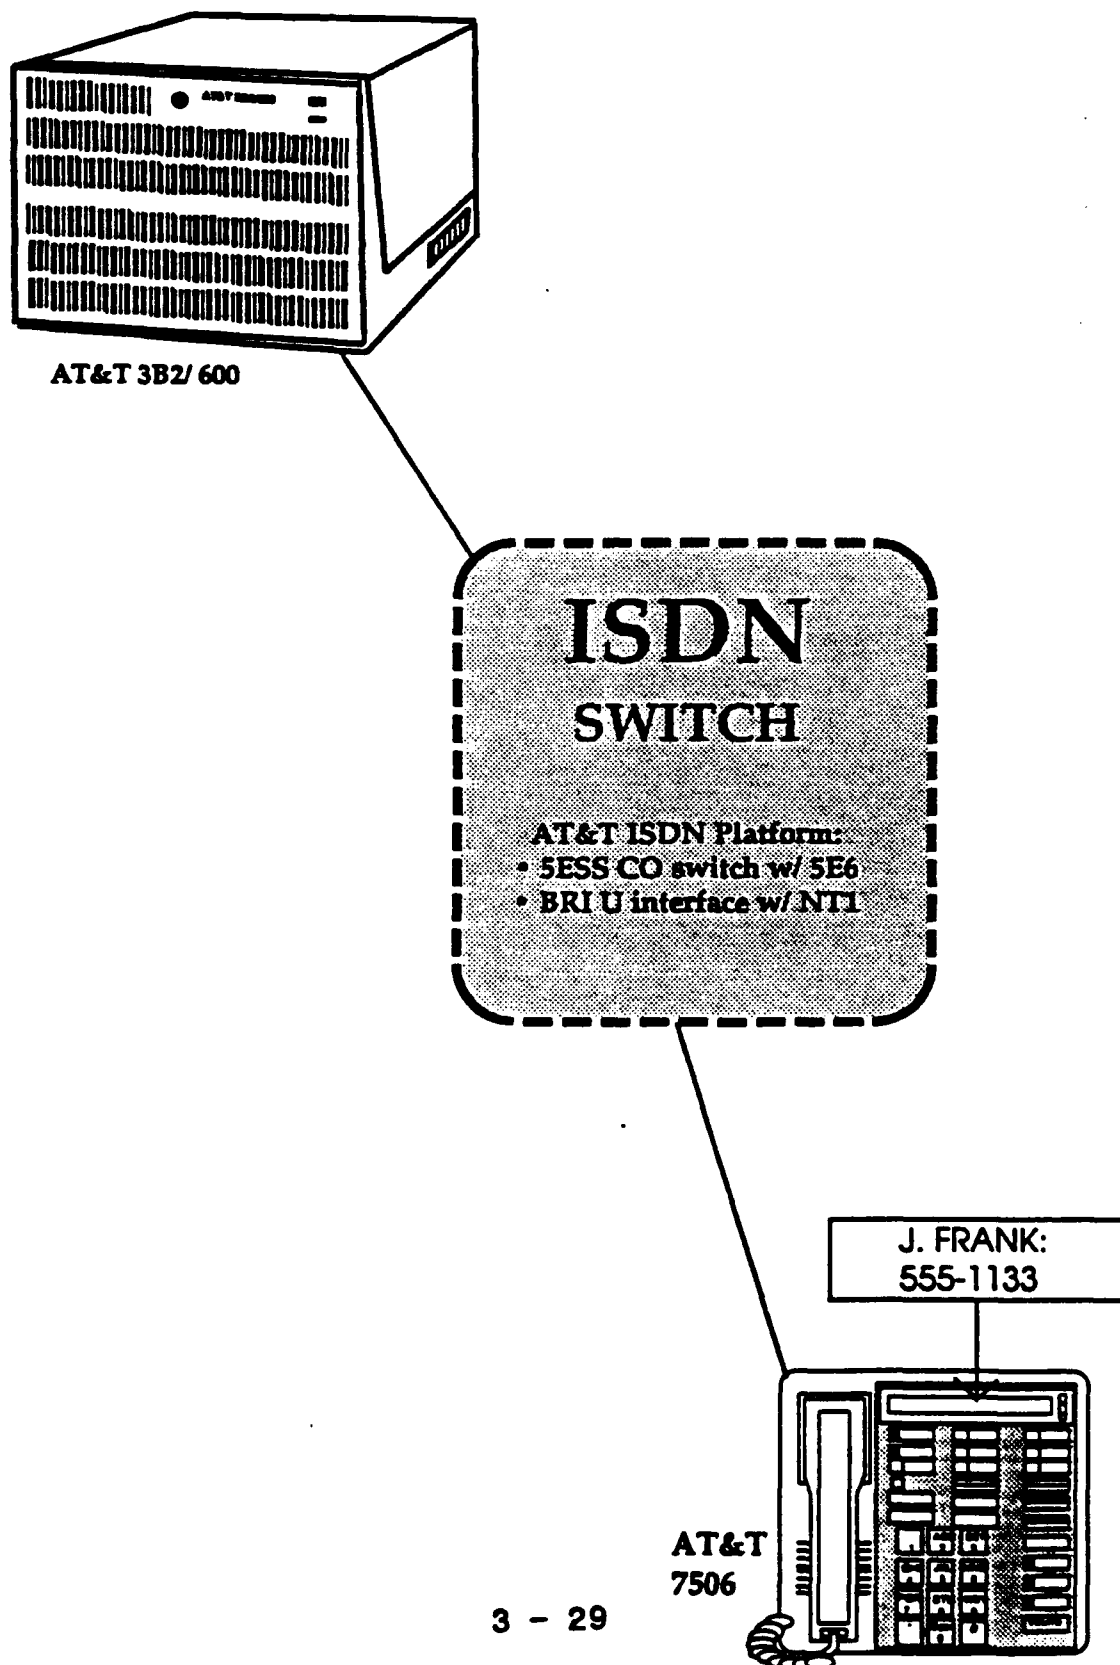 AT&T
AT&T 3B2/ 600
ISDN
SWITCH
AT&T ISDN Platform:
• 5ESS CO switch w/ 5E6
• BRI U interface w/ NT1
J. FRANK:
555-1133
AT&T
7506
3 - 29